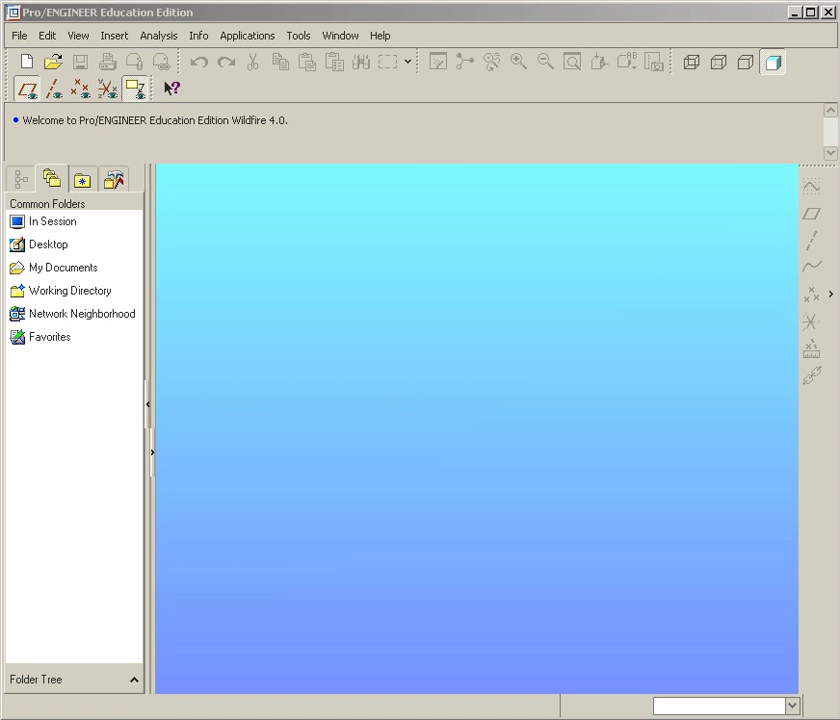 Pro/ENGINEER Education Edition
File Edit View Insert Analysis Info Applications Tools Window Help
Welcome to Pro/ENGINEER Education Edition Wildfire 4.0.
Common Folders
In Session
Desktop
My Documents
Working Directory
Network Neighborhood
Favorites
Folder Tree